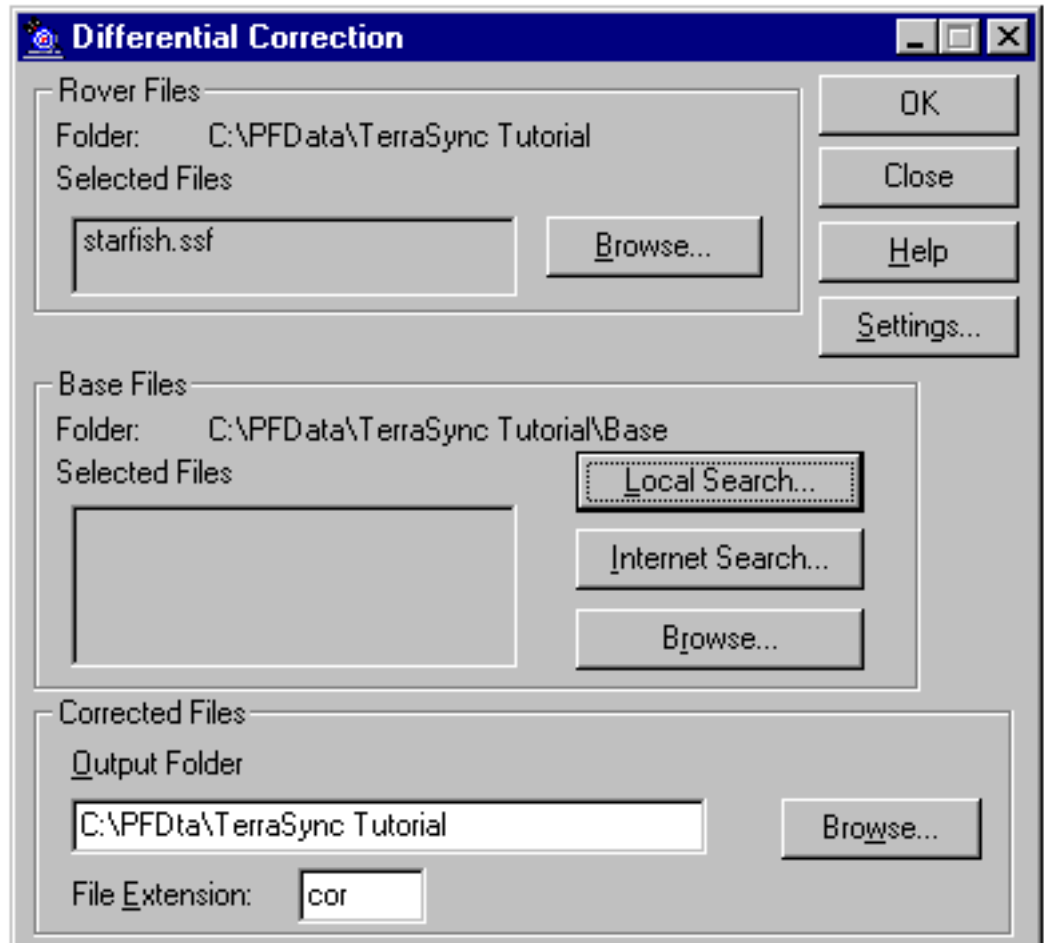 Differential Correction
Rover Files
Folder: C:\PFData\TerraSync Tutorial
Selected Files
starfish.ssf
Browse...
OK
Close
Help
Settings...
Base Files
Folder: C:\PFData\TerraSync Tutorial\Base
Selected Files
Local Search...
Internet Search...
Browse...
Corrected Files
Output Folder
C:\PFDta\TerraSync Tutorial
Browse...
File Extension: cor